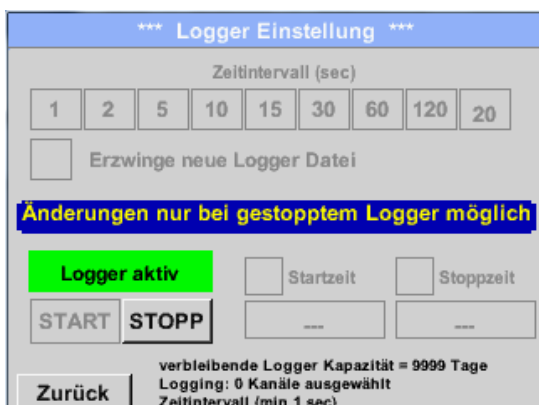 *** Logger Einstellung ***
Zeitintervall (sec)
1 2 5 10 15 30 60 120 20
Erzwinge neue Logger Datei
Änderungen nur bei gestopptem Logger möglich
Logger aktiv Startzeit Stoppzeit
START STOPP --- ---
verbleibende Logger Kapazität = 9999 Tage
Zurück Logging: 0 Kanäle ausgewählt
Zeitintervall (min 1 sec)